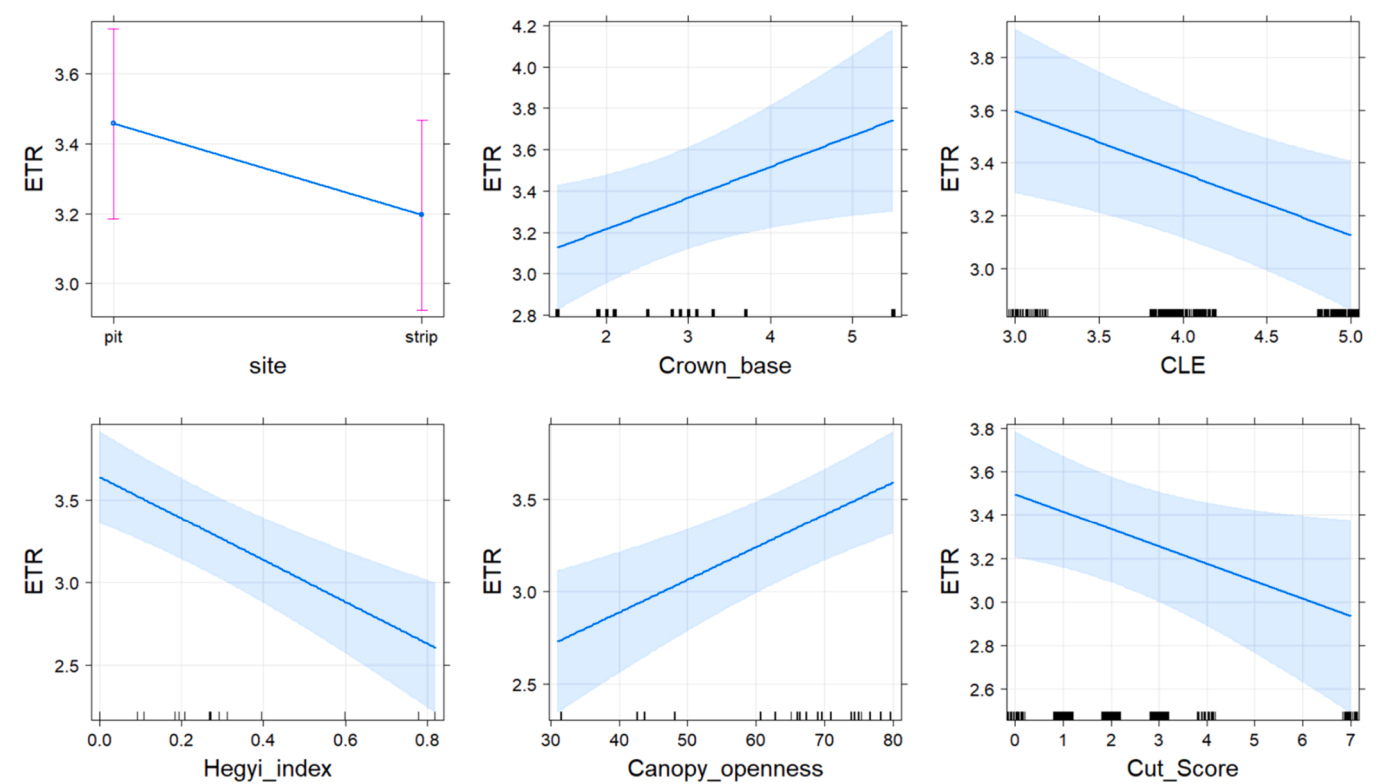 ETR
3.6
3.4
3.2
3.0
pit strip
site
ETR
4.2
4.0
3.8
3.6
3.4
3.2
3.0
2.8
2 3 4 5
Crown_base
ETR
3.8
3.6
3.4
3.2
3.0
3.0 3.5 4.0 4.5 5.0
CLE
ETR
3.5
3.0
2.5
0.0 0.2 0.4 0.6 0.8
Hegyi_index
ETR
3.5
3.0
2.5
30 40 50 60 70 80
Canopy_openness
ETR
3.8
3.6
3.4
3.2
3.0
2.8
2.6
0 1 2 3 4 5 6 7
Cut_Score